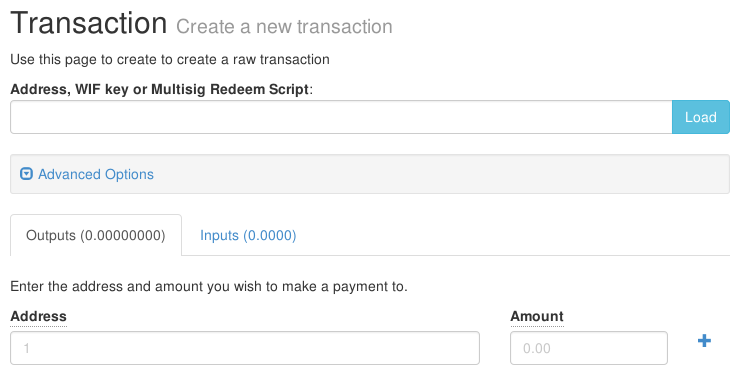 Transaction Create a new transaction
Use this page to create to create a raw transaction
Address, WIF key or Multisig Redeem Script:
Load
Advanced Options
Outputs (0.00000000) Inputs (0.0000)
Enter the address and amount you wish to make a payment to.
Address Amount
1 0.00